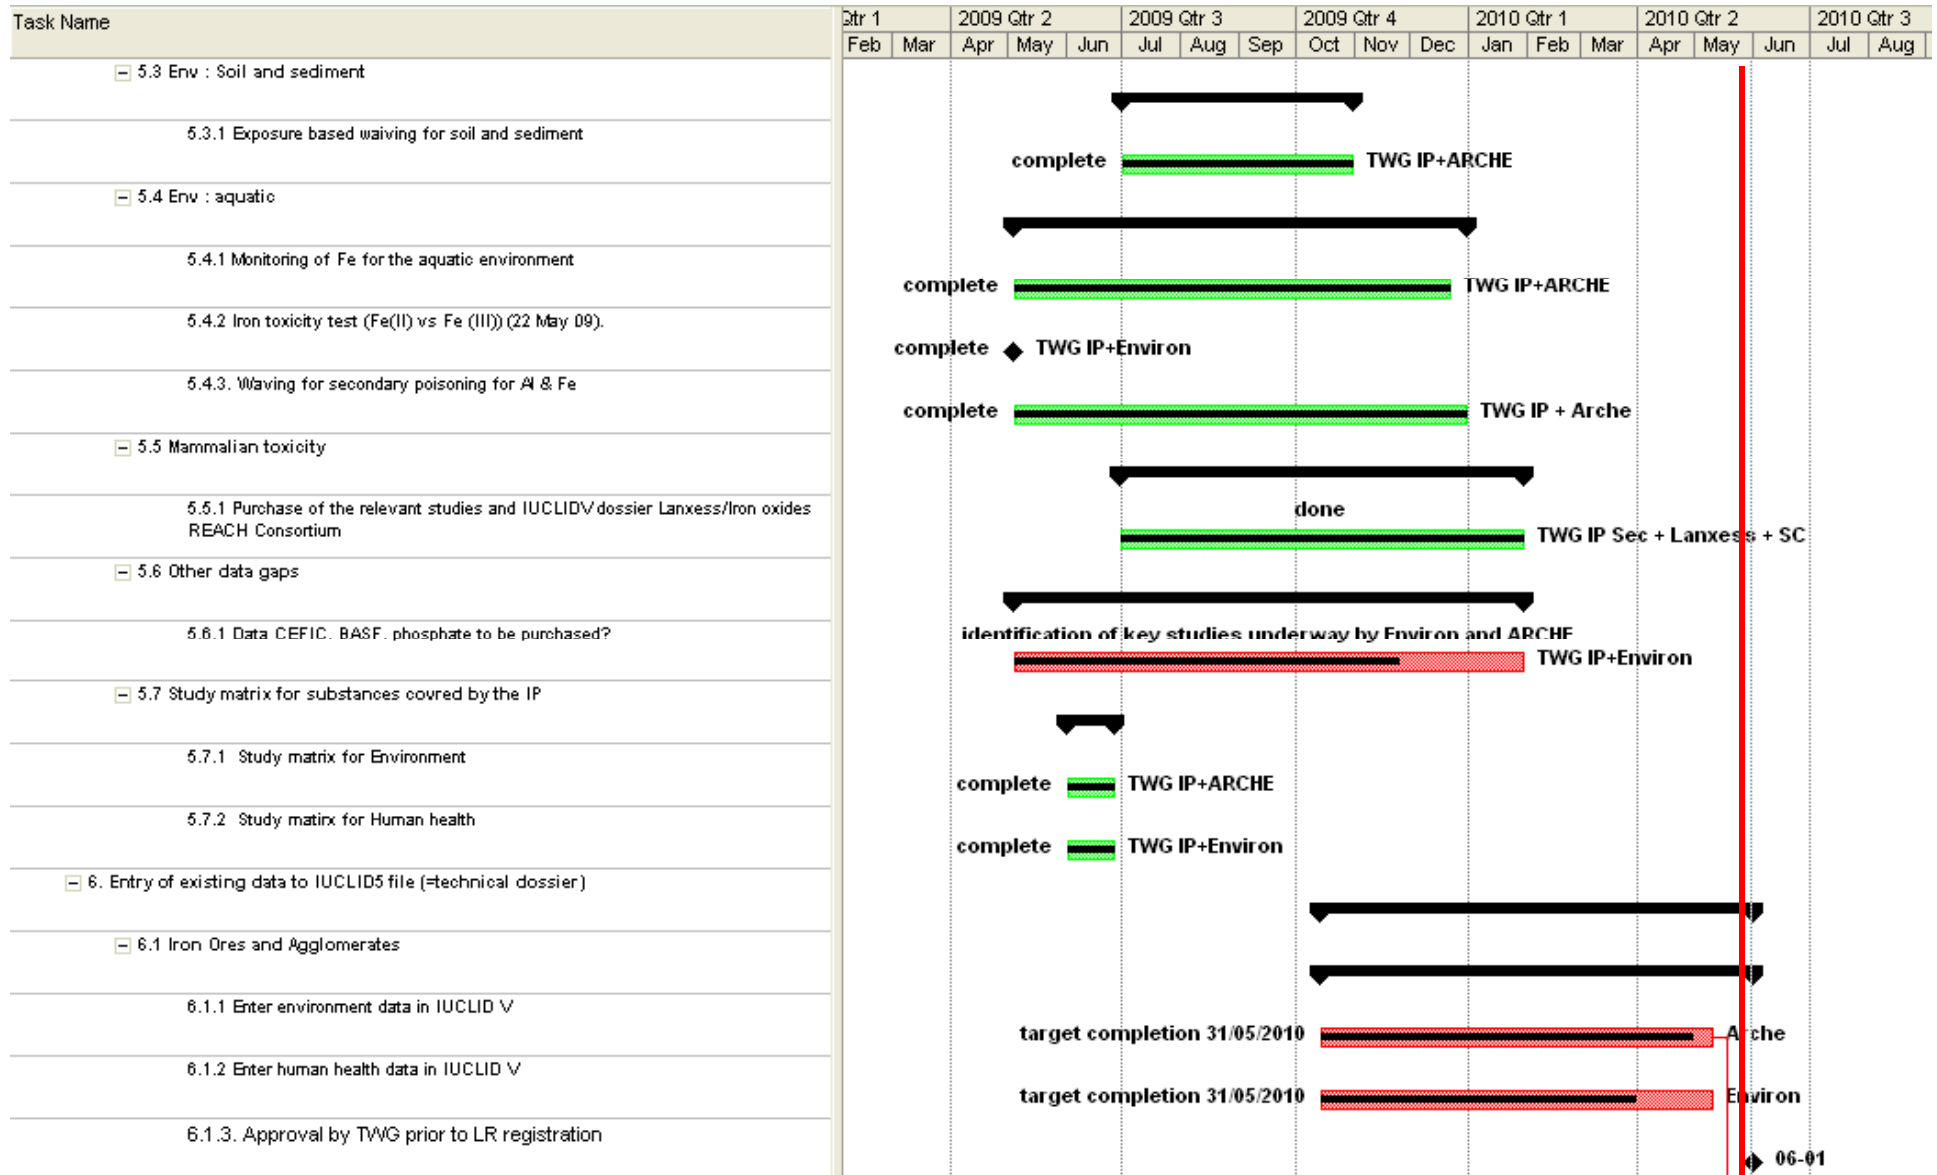 Task Name
Qtr 1 2009 Qtr 2 2009 Qtr 3 2009 Qtr 4 2010 Qtr 1 2010 Qtr 2 2010 Qtr 3
Feb Mar Apr May Jun Jul Aug Sep Oct Nov Dec Jan Feb Mar Apr May Jun Jul Aug
5.3 Env : Soil and sediment
5.3.1 Exposure based waiving for soil and sediment
complete TWG IP+ARCHE
5.4 Env : aquatic
5.4.1 Monitoring of Fe for the aquatic environment
complete TWG IP+ARCHE
5.4.2 Iron toxicity test (Fe(II) vs Fe (III)) (22 May 09).
complete TWG IP+Environ
5.4.3. Waving for secondary poisoning for Al & Fe
complete TWG IP + Arche
5.5 Mammalian toxicity
5.5.1 Purchase of the relevant studies and IUCLIDV dossier Lanxess/Iron oxides
REACH Consortium
done
TWG IP Sec + Lanxess + SC
5.6 Other data gaps
5.6.1 Data CEFIC, BASF, phosphate to be purchased?
identification of key studies underway by Environ and ARCHE
TWG IP+Environ
5.7 Study matrix for substances covred by the IP
5.7.1 Study matrix for Environment
complete TWG IP+ARCHE
5.7.2 Study matirx for Human health
complete TWG IP+Environ
6. Entry of existing data to IUCLID5 file (=technical dossier)
6.1 Iron Ores and Agglomerates
6.1.1 Enter environment data in IUCLID V
target completion 31/05/2010 Arche
6.1.2 Enter human health data in IUCLID V
target completion 31/05/2010 Environ
6.1.3. Approval by TWG prior to LR registration
06-01